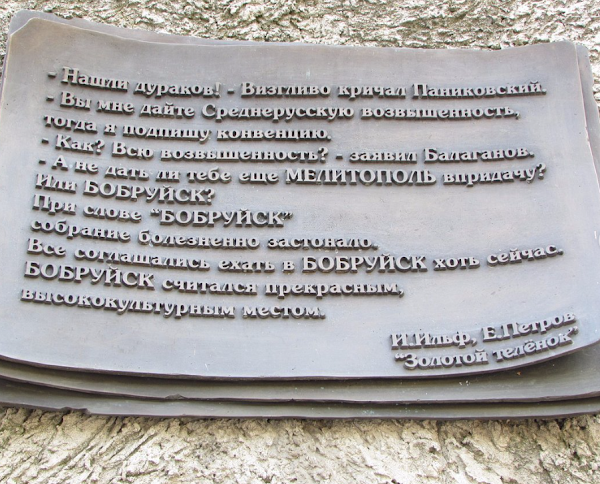 - Нашли дураков! - Визгливо кричал Паниковский.
- Вы мне дайте Среднерусскую возвышенность,
тогда я подпишу конвенцию.
- Как? Всю возвышенность? - заявил Балаганов.
- А не дать ли тебе еще МЕЛИТОПОЛЬ впридачу?
Или БОБРУЙСК?
При слове "БОБРУЙСК"
собрание болезненно застонало.
Все соглашались ехать в БОБРУЙСК хоть сейчас.
БОБРУЙСК считался прекрасным,
высококультурным местом.
И.Ильф, Е.Петров
"Золотой телёнок"